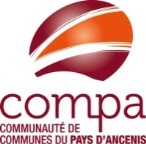 compa
COMMUNAUTÉ DE
COMMUNES DU PAYS D'ANCENIS